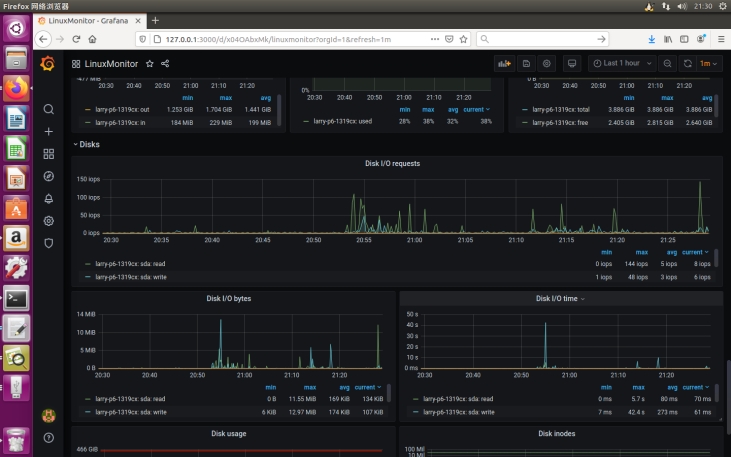 Firefox 网络浏览器
21:30
LinuxMonitor - Grafana
127.0.0.1:3000/d/x04OAbxMk/linuxmonitor?orgId=1&refresh=1m
LinuxMonitor
Last 1 hour
1m
477 MiB
20:30 20:40 20:50 21:00 21:10 21:20
min max avg
larry-p6-1319cx: out 1.253 GiB 1.704 GiB 1.441 GiB
larry-p6-1319cx: in 184 MiB 229 MiB 199 MiB
0%
20:30 20:40 20:50 21:00 21:10 21:20
min max avg current
larry-p6-1319cx: used 28% 38% 32% 38%
0 B
20:30 20:40 20:50 21:00 21:10 21:20
min max avg
larry-p6-1319cx: total 3.886 GiB 3.886 GiB 3.886 GiB
larry-p6-1319cx: free 2.405 GiB 2.815 GiB 2.640 GiB
Disks
Disk I/O requests
150 iops
100 iops
50 iops
0 iops
20:30 20:35 20:40 20:45 20:50 20:55 21:00 21:05 21:10 21:15 21:20 21:25
min max avg current
larry-p6-1319cx: sda: read 0 iops 144 iops 5 iops 8 iops
larry-p6-1319cx: sda: write 1 iops 48 iops 3 iops 6 iops
Disk I/O bytes
14 MiB
10 MiB
5 MiB
0 B
20:30 20:40 20:50 21:00 21:10 21:20
min max avg current
larry-p6-1319cx: sda: read 0 B 11.55 MiB 169 KiB 134 KiB
larry-p6-1319cx: sda: write 6 KiB 12.97 MiB 174 KiB 107 KiB
Disk I/O time
50 s
40 s
30 s
20 s
10 s
0 ms
20:30 20:40 20:50 21:00 21:10 21:20
min max avg current
larry-p6-1319cx: sda: read 0 ms 5.7 s 80 ms 70 ms
larry-p6-1319cx: sda: write 7 ms 42.4 s 273 ms 61 ms
Disk usage
466 GiB
Disk inodes
100 Mil
10 Mil